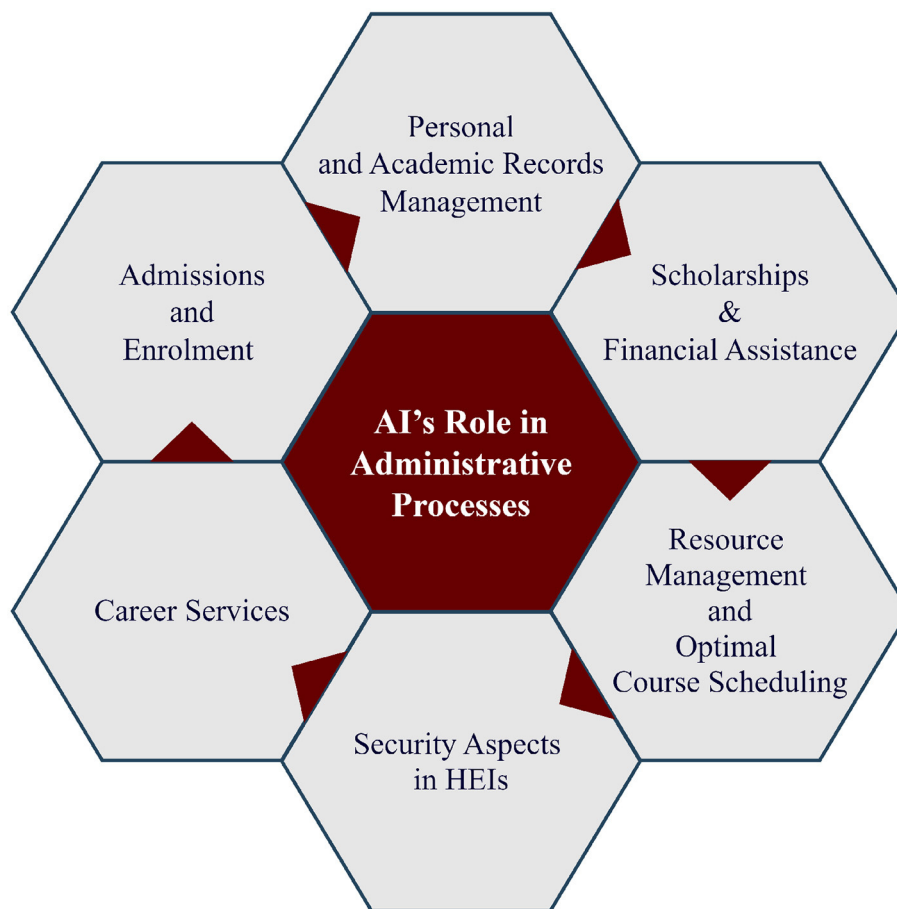 Personal
and Academic Records
Management
Admissions
and
Enrolment
Scholarships
&
Financial Assistance
AI’s Role in
Administrative
Processes
Career Services
Resource
Management
and
Optimal
Course Scheduling
Security Aspects
in HEIs